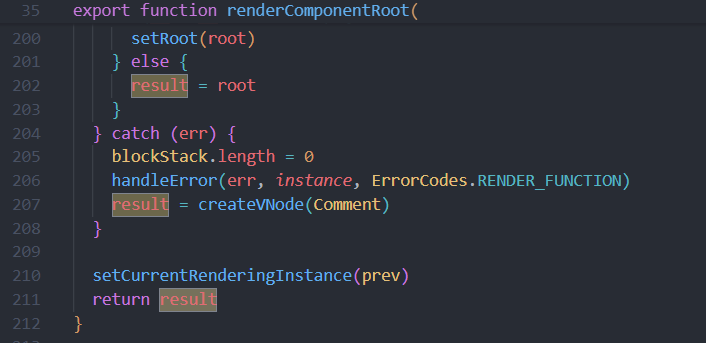 35 export function renderComponentRoot(
200 setRoot(root)
201 } else {
202 result = root
203 }
204 } catch (err) {
205 blockStack.length = 0
206 handleError(err, instance, ErrorCodes.RENDER_FUNCTION)
207 result = createVNode(Comment)
208 }
209
210 setCurrentRenderingInstance(prev)
211 return result
212 }